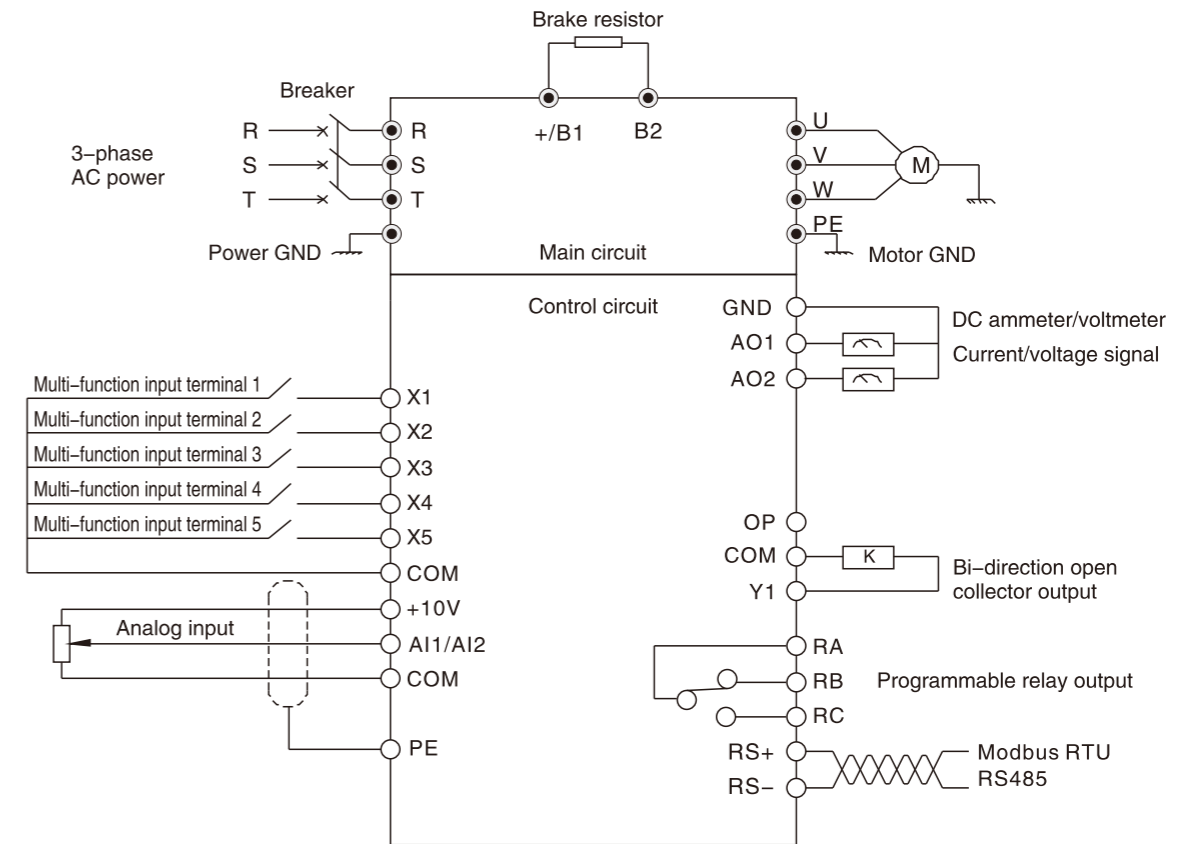 Brake resistor
Breaker
+/B1
B2
3-phase
AC power
R
S
T
R
S
T
U
V
W
PE
M
Power GND
Main circuit
Motor GND
Control circuit
GND
AO1
AO2
DC ammeter/voltmeter
Current/voltage signal
Multi-function input terminal 1
Multi-function input terminal 2
Multi-function input terminal 3
Multi-function input terminal 4
Multi-function input terminal 5
X1
X2
X3
X4
X5
COM
+10V
Analog input
AI1/AI2
COM
PE
OP
COM
K
Y1
Bi-direction open
collector output
RA
RB
RC
Programmable relay output
RS+
RS-
Modbus RTU
RS485